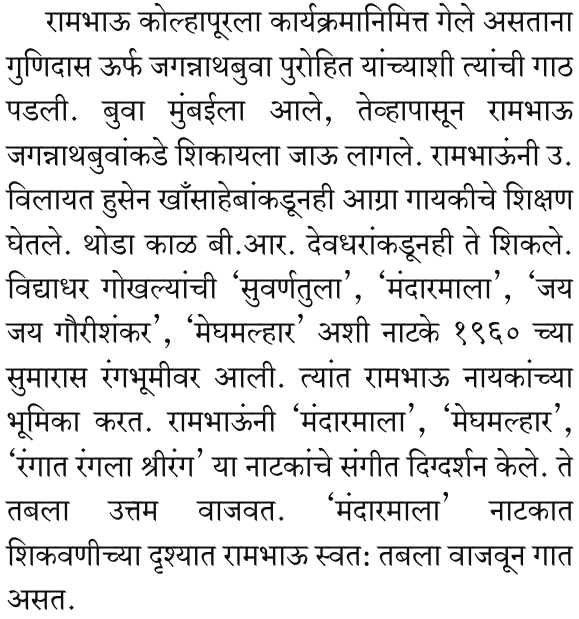 रामभाऊ कोल्हापूरला कार्यक्रमानिमित्त गेले असताना
गुणिदास ऊर्फ जगन्नाथबुवा पुरोहित यांच्याशी त्यांची गाठ
पडली. बुवा मुंबईला आले, तेव्हापासून रामभाऊ
जगन्नाथबुवांकडे शिकायला जाऊ लागले. रामभाऊंनी उ.
विलायत हुसेन खाँसाहेबांकडूनही आग्रा गायकीचे शिक्षण
घेतले. थोडा काळ बी.आर. देवधरांकडूनही ते शिकले.
विद्याधर गोखल्यांची ‘सुवर्णतुला’, ‘मंदारमाला’, ‘जय
जय गौरीशंकर’, ‘मेघमल्हार’ अशी नाटके १९६० च्या
सुमारास रंगभूमीवर आली. त्यांत रामभाऊ नायकांच्या
भूमिका करत. रामभाऊंनी ‘मंदारमाला’, ‘मेघमल्हार’,
‘रंगात रंगला श्रीरंग’ या नाटकांचे संगीत दिग्दर्शन केले. ते
तबला उत्तम वाजवत. ‘मंदारमाला’ नाटकात
शिकवणीच्या दृश्यात रामभाऊ स्वत: तबला वाजवून गात
असत.